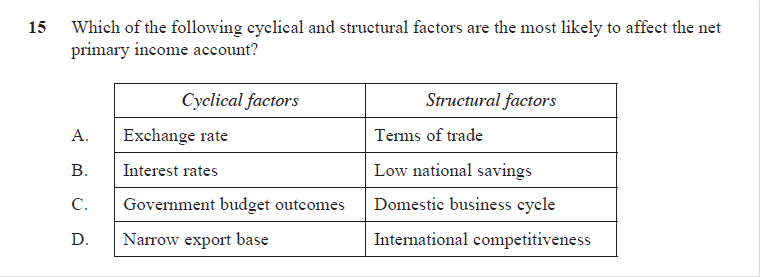 15 Which of the following cyclical and structural factors are the most likely to affect the net
primary income account?
Cyclical factors Structural factors
A. Exchange rate Terms of trade
B. Interest rates Low national savings
C. Government budget outcomes Domestic business cycle
D. Narrow export base International competitiveness